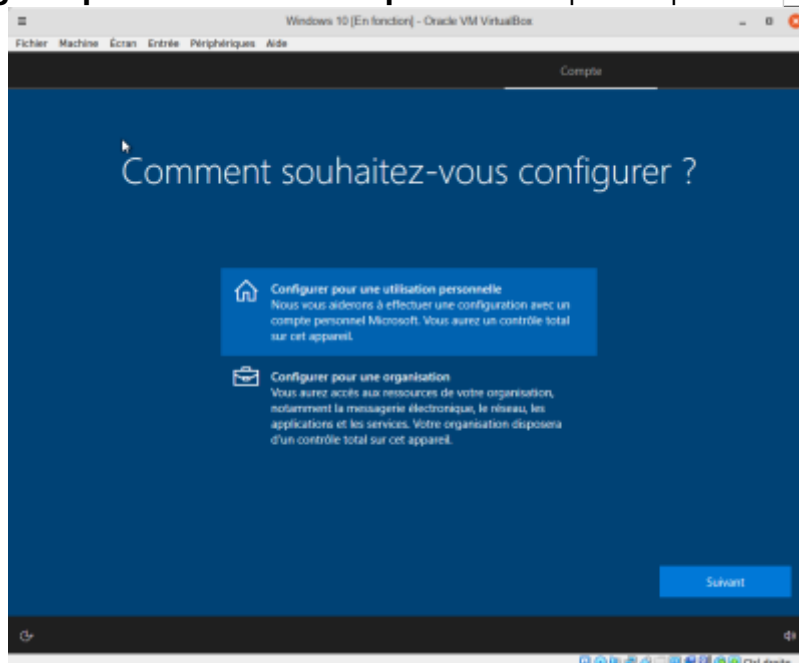 Windows 10 [En fonction] - Oracle VM VirtualBox
Fichier Machine Écran Entrée Périphériques Aide
Compte
Comment souhaitez-vous configurer ?
Configurer pour une utilisation personnelle
Nous vous aiderons à effectuer une configuration avec un
compte personnel Microsoft. Vous aurez un contrôle total
sur cet appareil.
Configurer pour une organisation
Vous aurez accès aux ressources de votre organisation,
notamment la messagerie électronique, le réseau, les
applications et les services. Votre organisation disposera
d'un contrôle total sur cet appareil.
Suivant
Ctrl droite